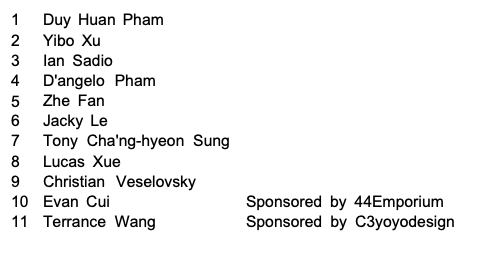 1 Duy Huan Pham
2 Yibo Xu
3 Ian Sadio
4 D'angelo Pham
5 Zhe Fan
6 Jacky Le
7 Tony Cha'ng-hyeon Sung
8 Lucas Xue
9 Christian Veselovsky
10 Evan Cui Sponsored by 44Emporium
11 Terrance Wang Sponsored by C3yoyodesign